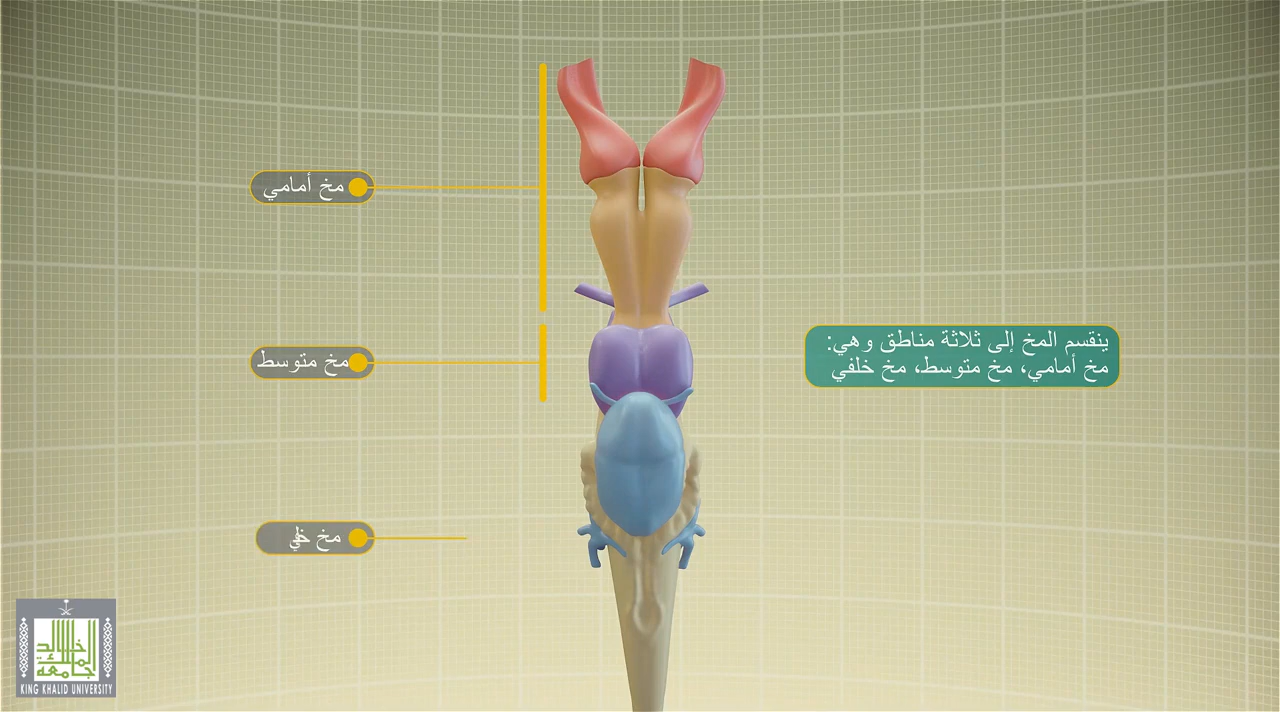 مخ أمامي
مخ متوسط
ينقسم المخ إلى ثلاثة مناطق وهي:
مخ أمامي، مخ متوسط، مخ خلفي
مخ
جامعة
الملك
خالد
KING KHALID UNIVERSITY